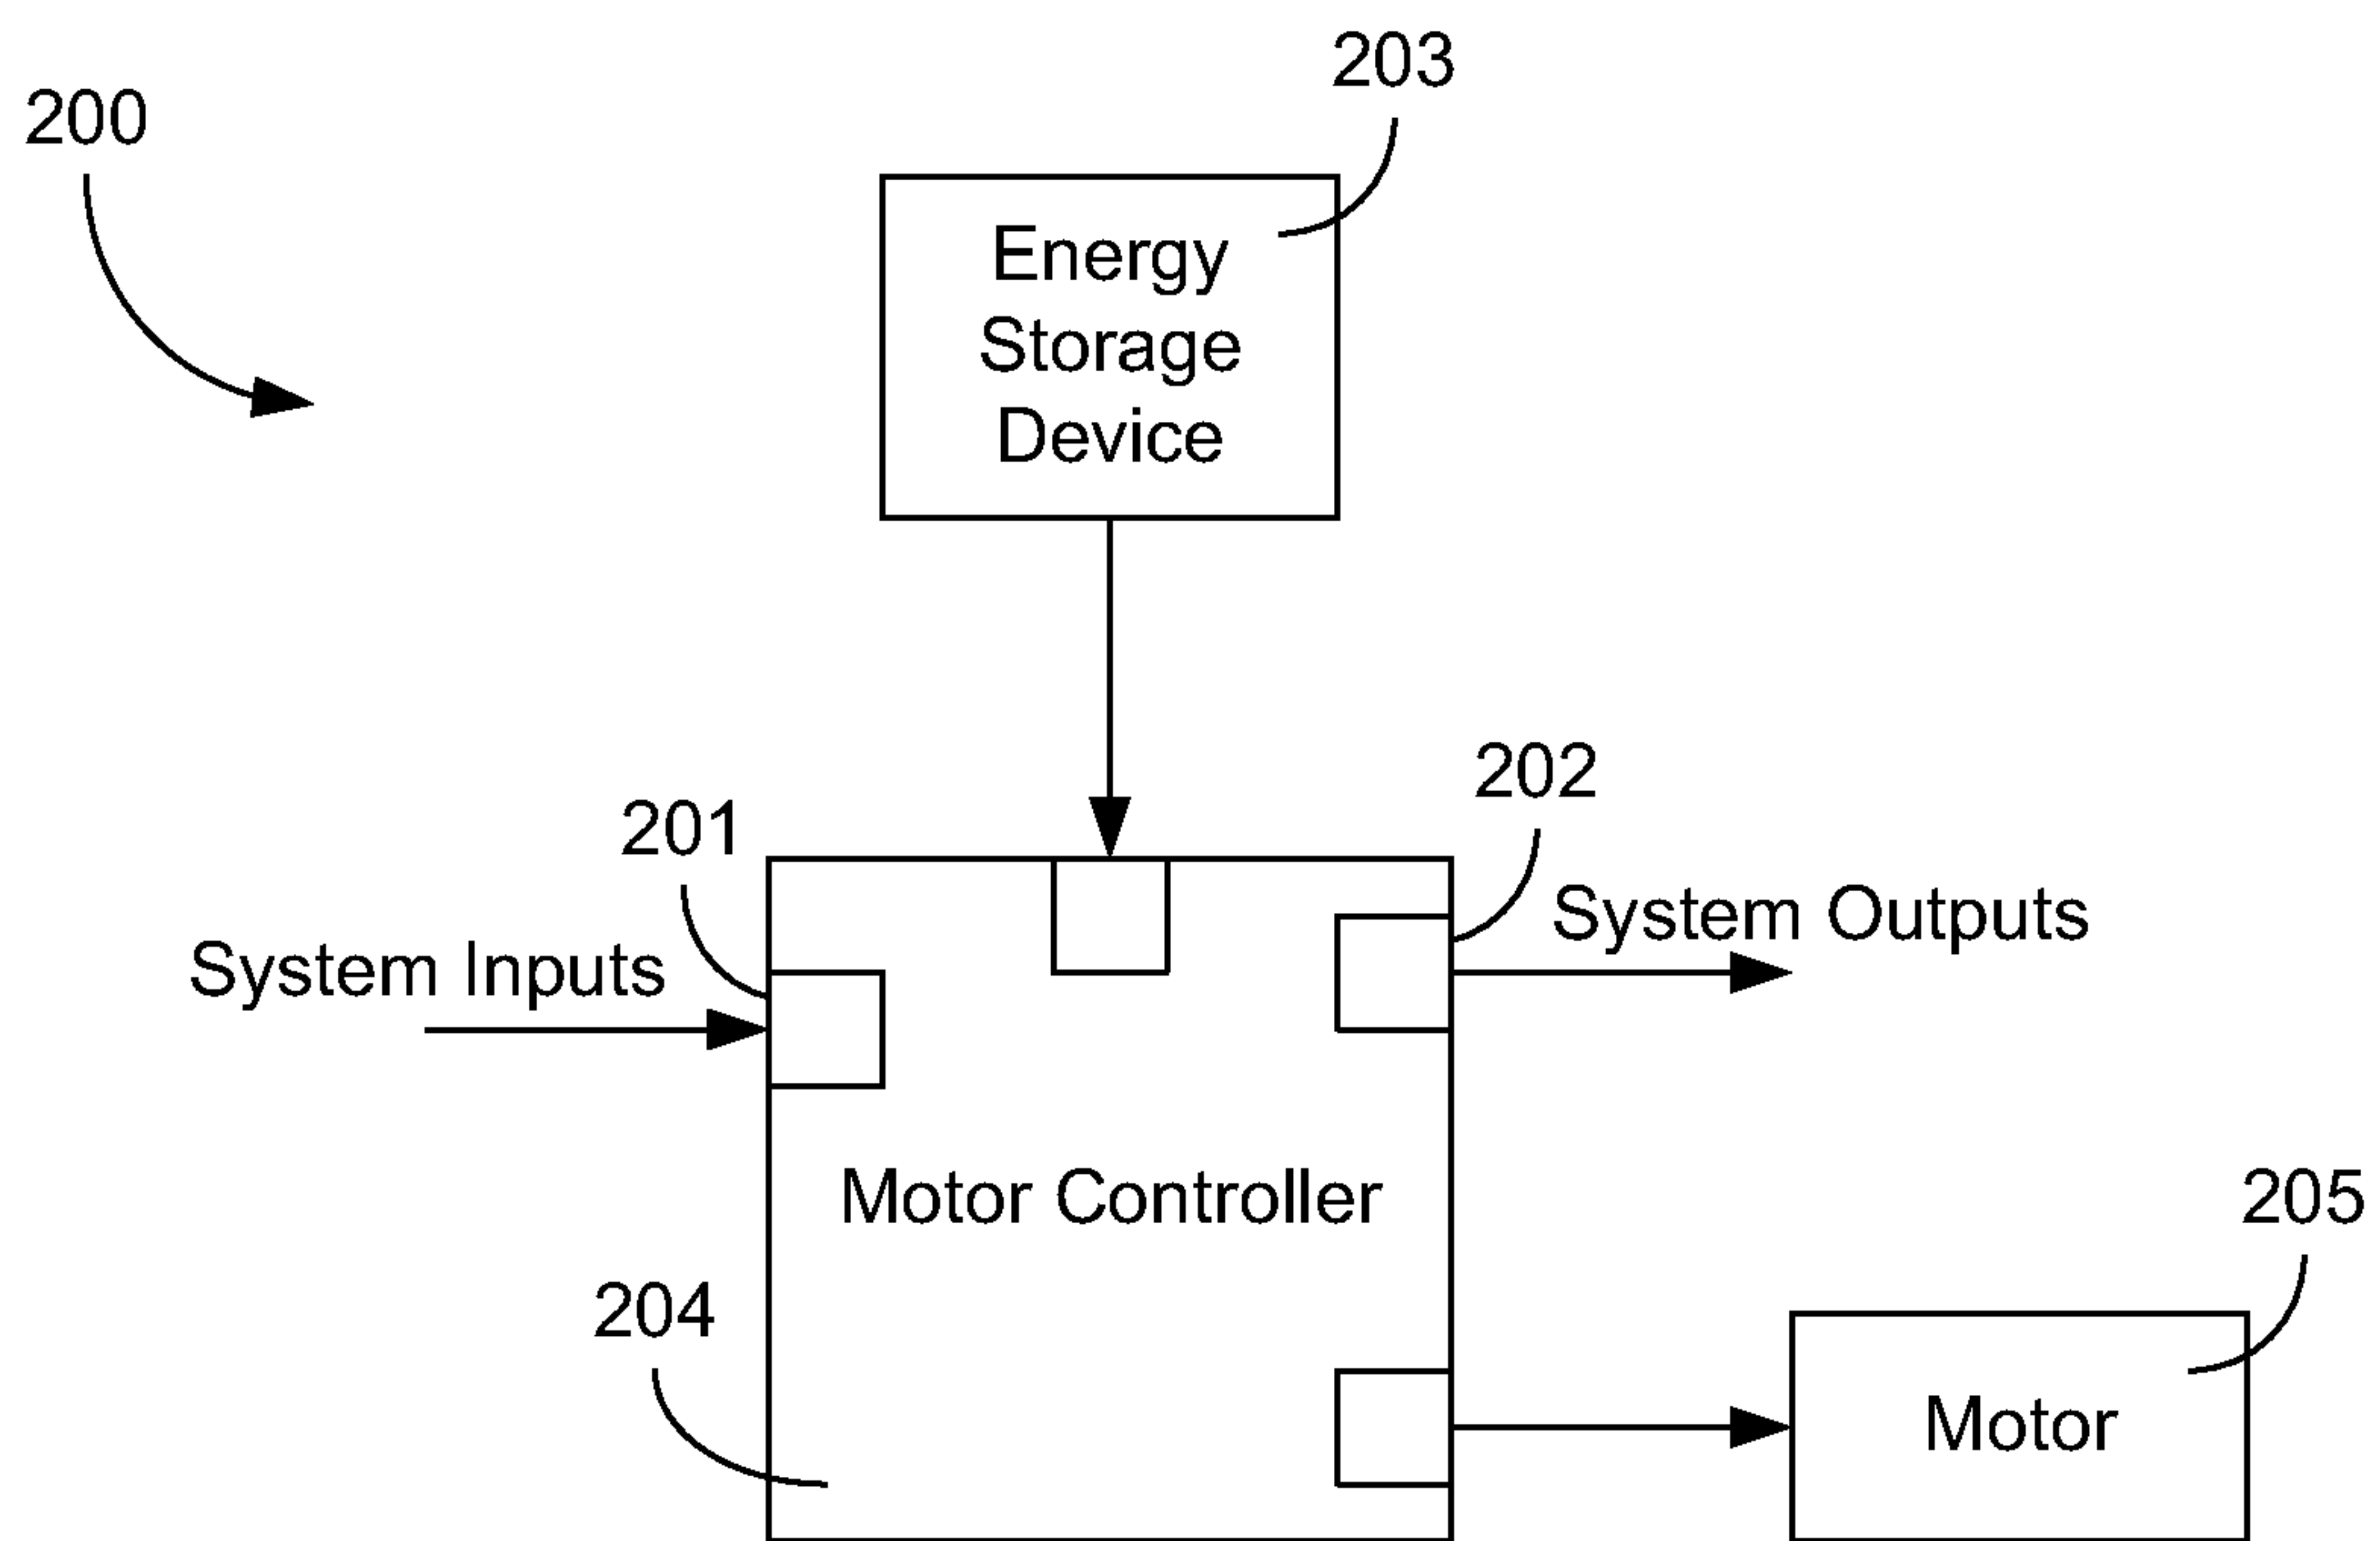 203
200
Energy
Storage
Device
202
201
System Outputs
System Inputs
Motor Controller
205
204
Motor